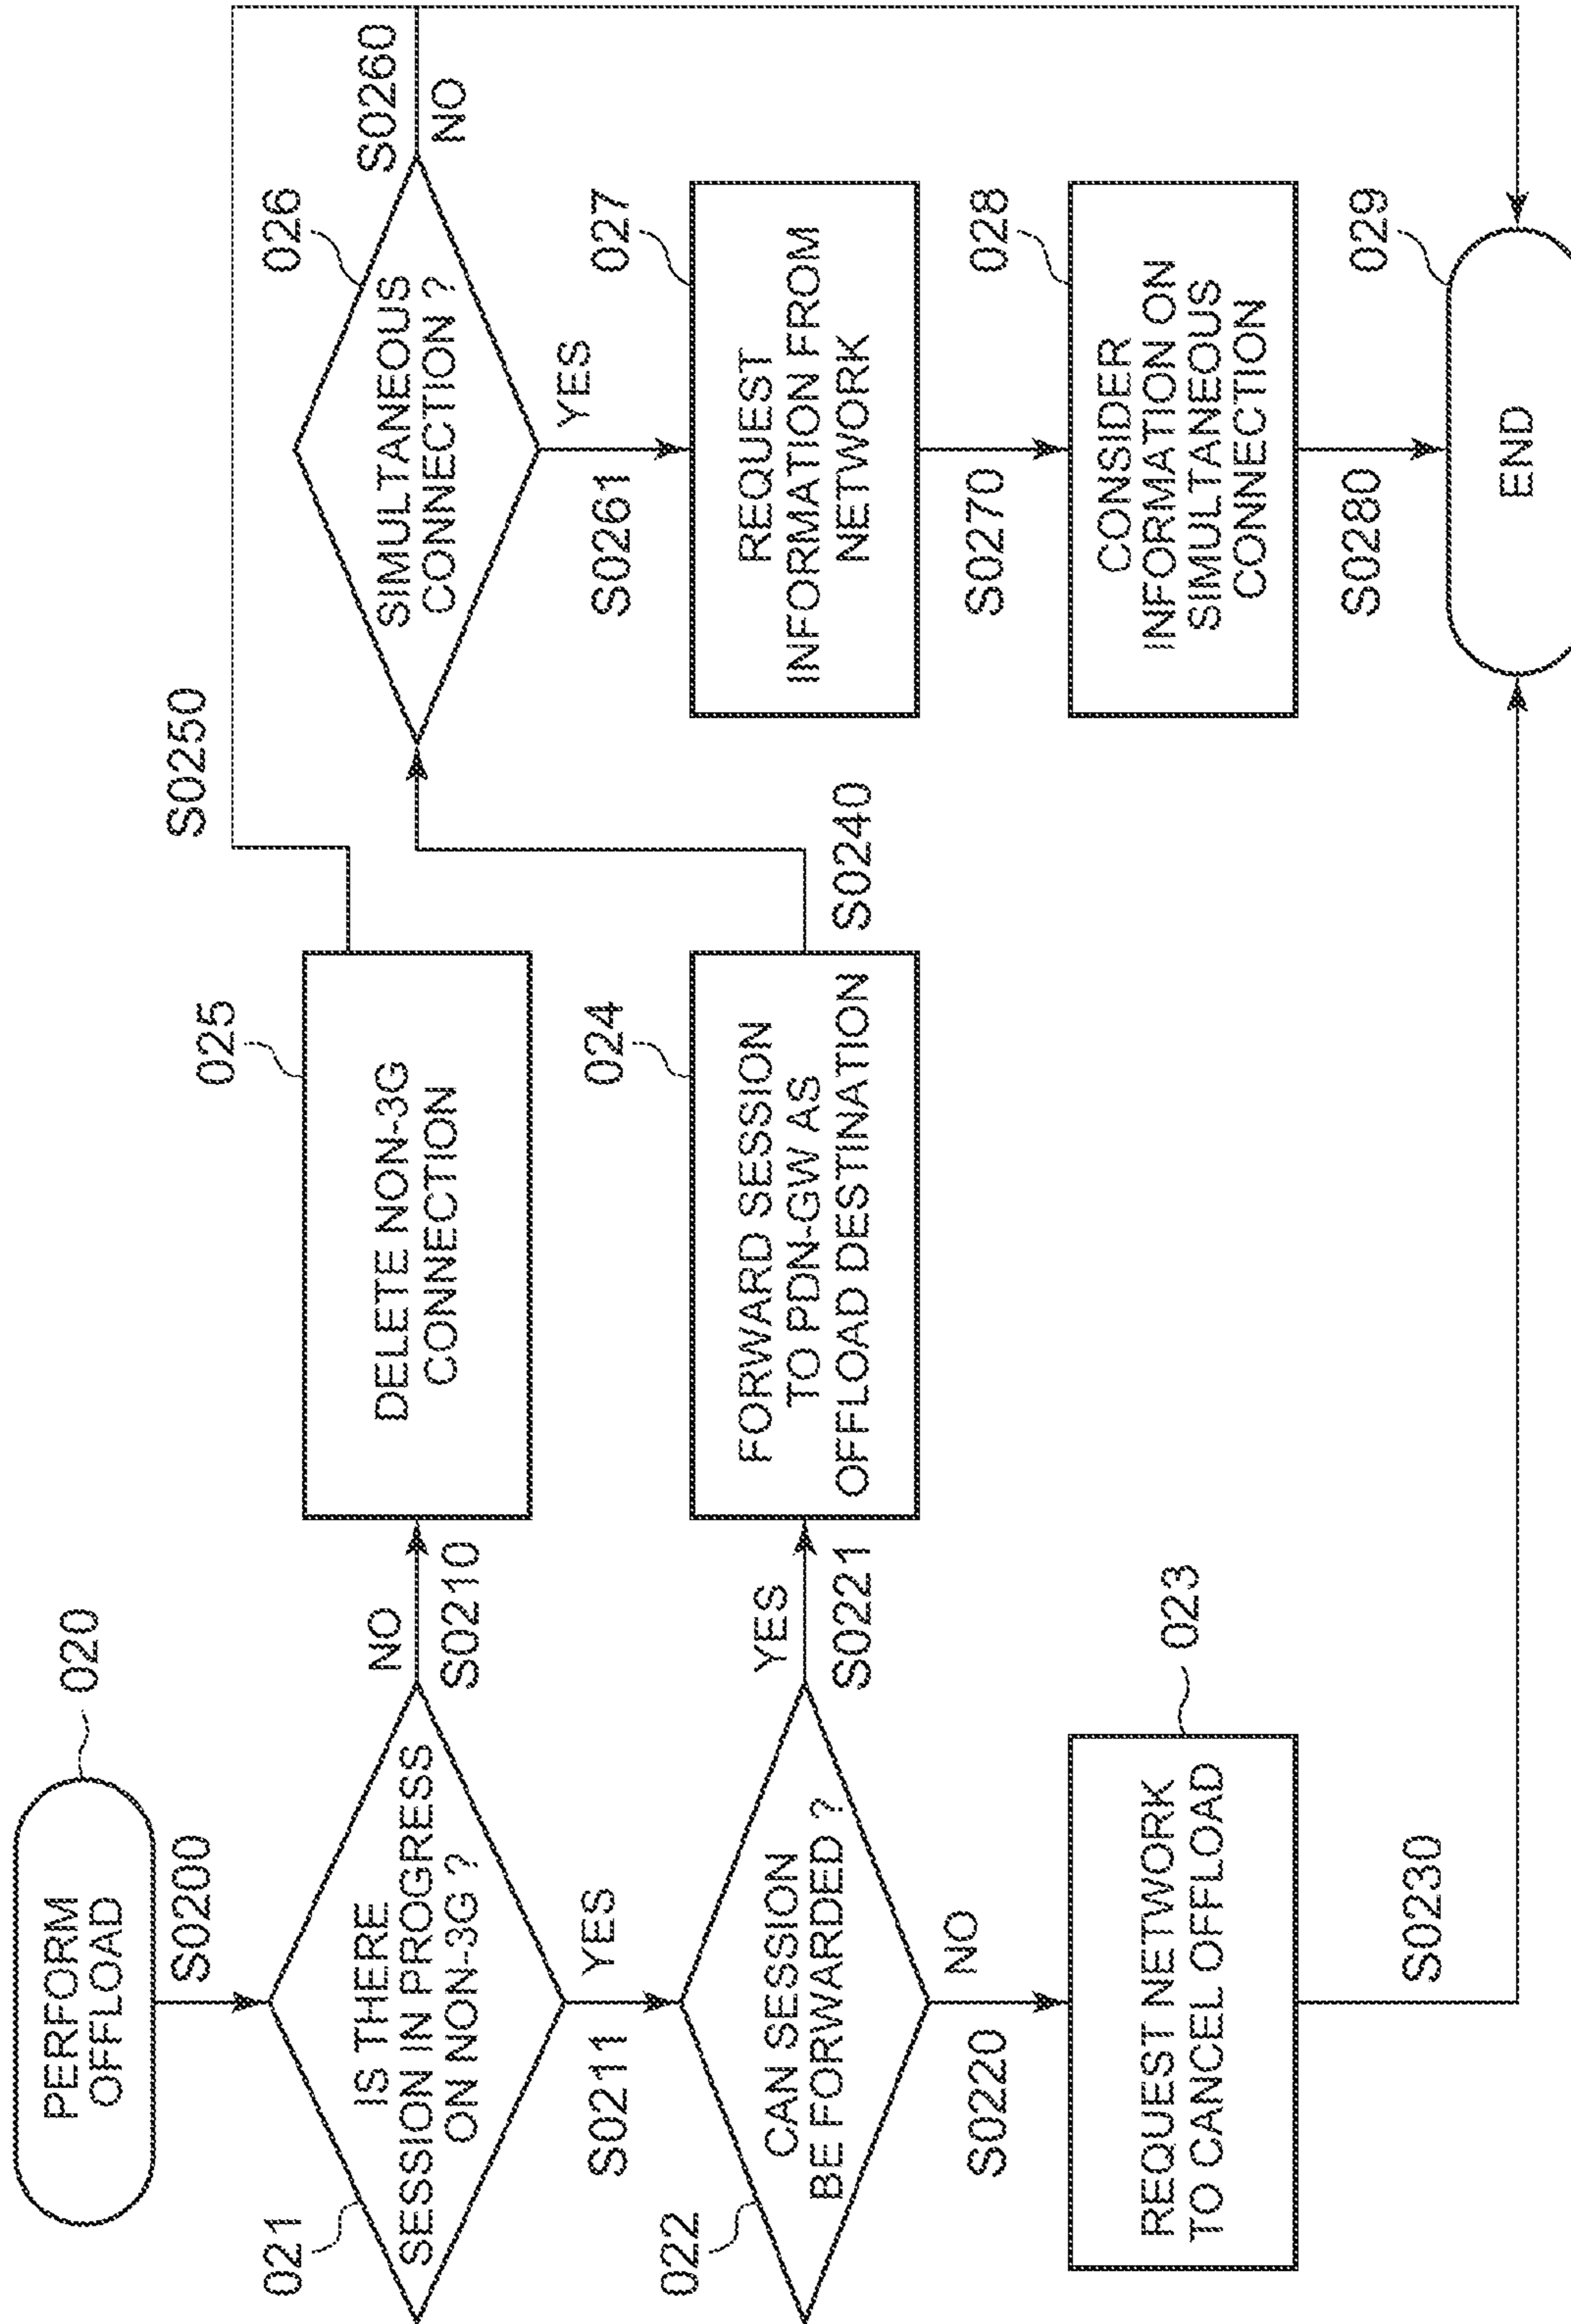 PERFORM
OFFLOAD
020
S0200
021
IS THERE
SESSION IN PROGRESS
ON NON-3G ?
NO
S0210
YES
S0211
022
CAN SESSION
BE FORWARDED ?
YES
S0221
NO
S0220
REQUEST NETWORK
TO CANCEL OFFLOAD
023
S0230
025
DELETE NON-3G
CONNECTION
S0250
024
FORWARD SESSION
TO PDN-GW AS
OFFLOAD DESTINATION
S0240
026
SIMULTANEOUS
CONNECTION ?
S0260
NO
YES
S0261
027
REQUEST
INFORMATION FROM
NETWORK
S0270
028
CONSIDER
INFORMATION ON
SIMULTANEOUS
CONNECTION
S0280
029
END